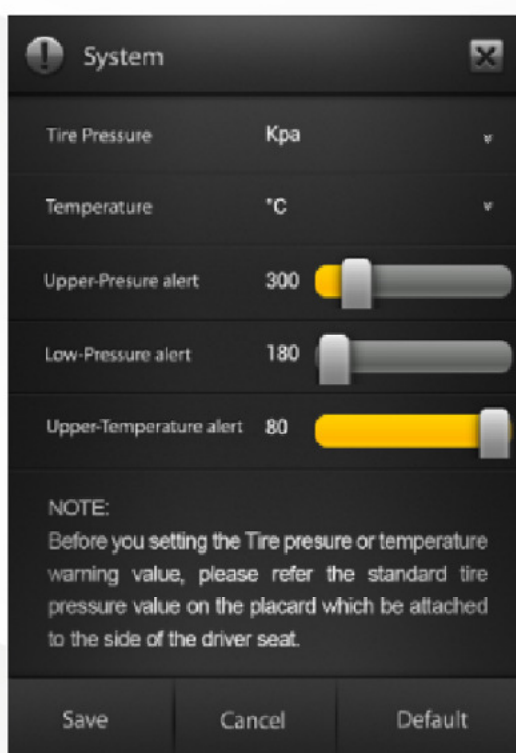 System
Tire Pressure Kpa
Temperature °C
Upper-Presure alert 300
Low-Pressure alert 180
Upper-Temperature alert 80
NOTE:
Before you setting the Tire presure or temperature
warning value, please refer the standard tire
pressure value on the placard which be attached
to the side of the driver seat.
Save Cancel Default